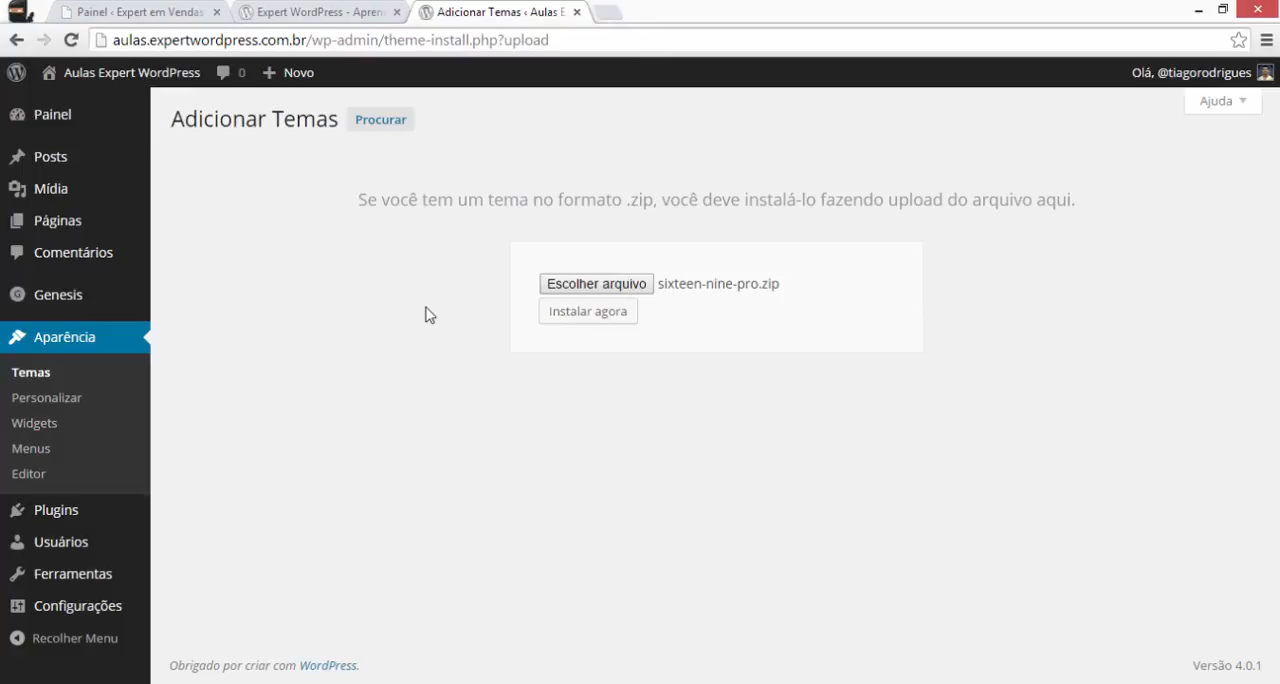 Painel ‹ Expert em Vendas
Expert WordPress - Apren
Adicionar Temas ‹ Aulas E
aulas.expertwordpress.com.br/wp-admin/theme-install.php?upload
Aulas Expert WordPress
0
Novo
Olá, @tiagorodrigues
Ajuda
Painel
Posts
Mídia
Páginas
Comentários
Genesis
Aparência
Temas
Personalizar
Widgets
Menus
Editor
Plugins
Usuários
Ferramentas
Configurações
Recolher Menu
Adicionar Temas
Procurar
Se você tem um tema no formato .zip, você deve instalá-lo fazendo upload do arquivo aqui.
Escolher arquivo sixteen-nine-pro.zip
Instalar agora
Obrigado por criar com WordPress.
Versão 4.0.1